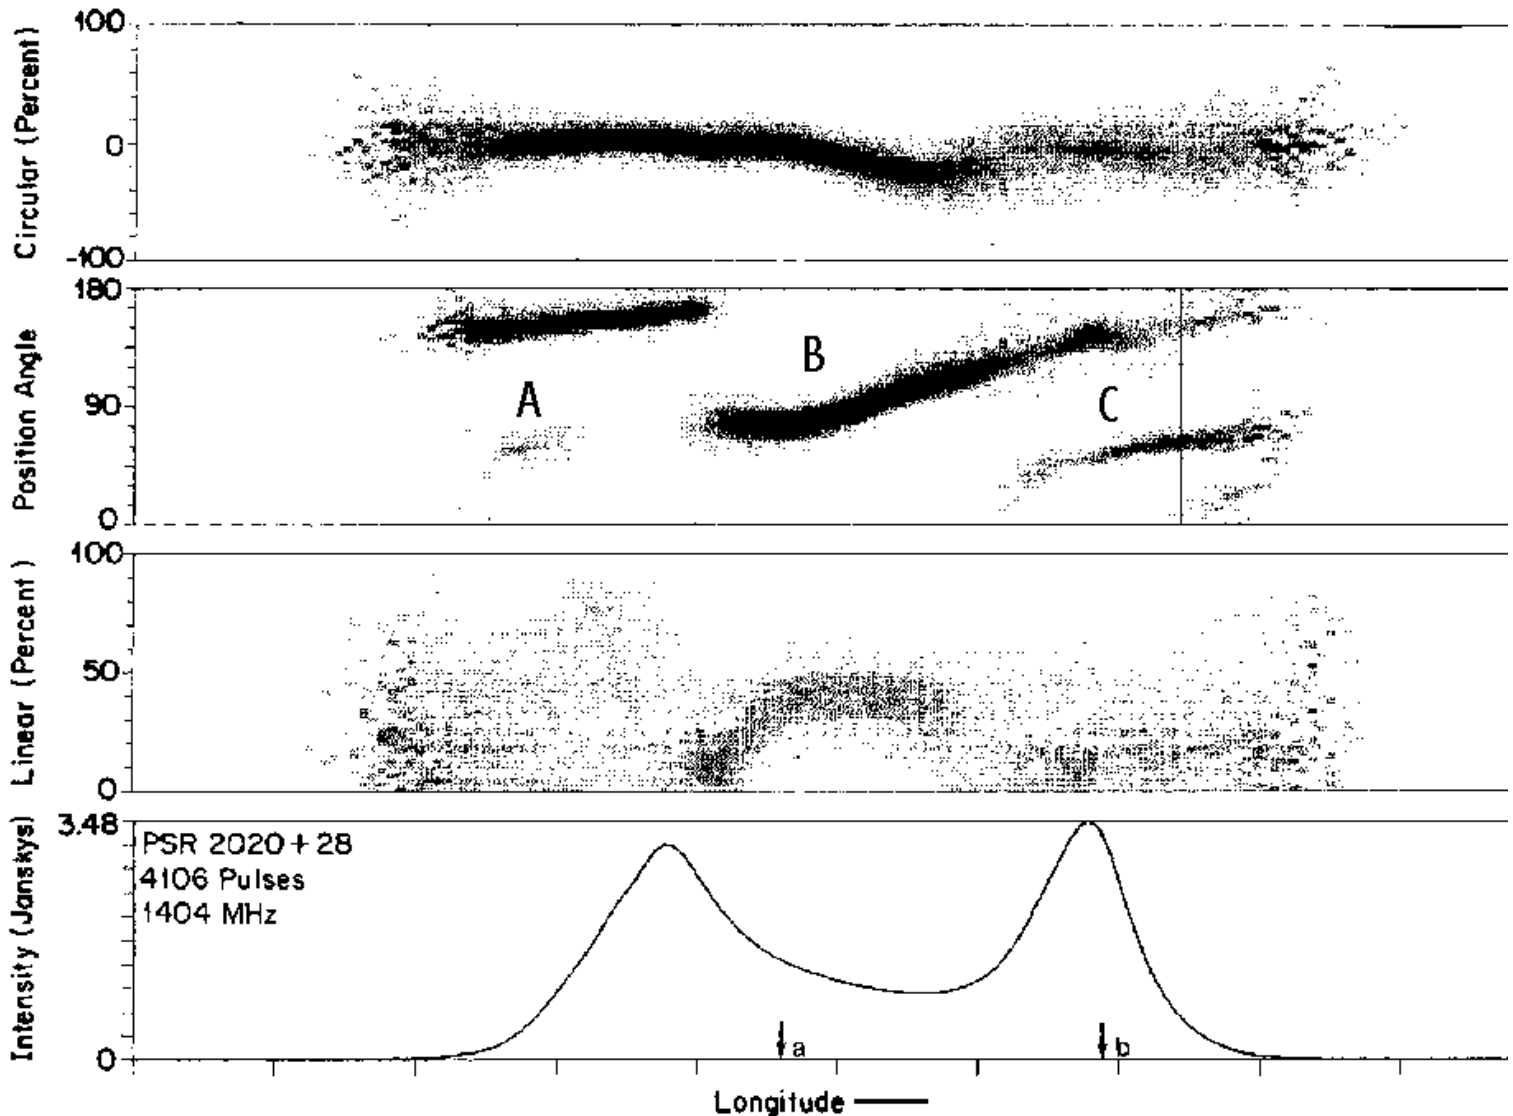 100
0
-100
Circular (Percent)
180
90
0
Position Angle
A
B
C
100
50
0
Linear (Percent)
3.48
0
Intensity (Janskys)
PSR 2020+28
4106 Pulses
1404 MHz
a
b
Longitude